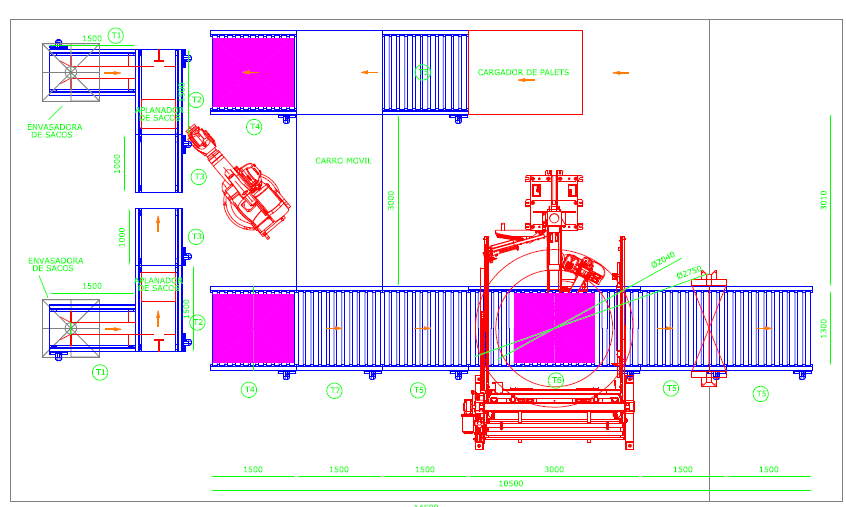 T1
1500
T2
APLANADOR
DE SACOS
ENVASADORA
DE SACOS
T4
CARGADOR DE PALETS
CARRO MOVIL
1000
T3
3000
3010
1000
T3
ENVASADORA
DE SACOS
1500
APLANADOR
DE SACOS
1500
T2
T1
Ø2040
Ø2750
1300
T4
T7
T5
T6
T5
T5
1500
1500
1500
3000
1500
1500
10500